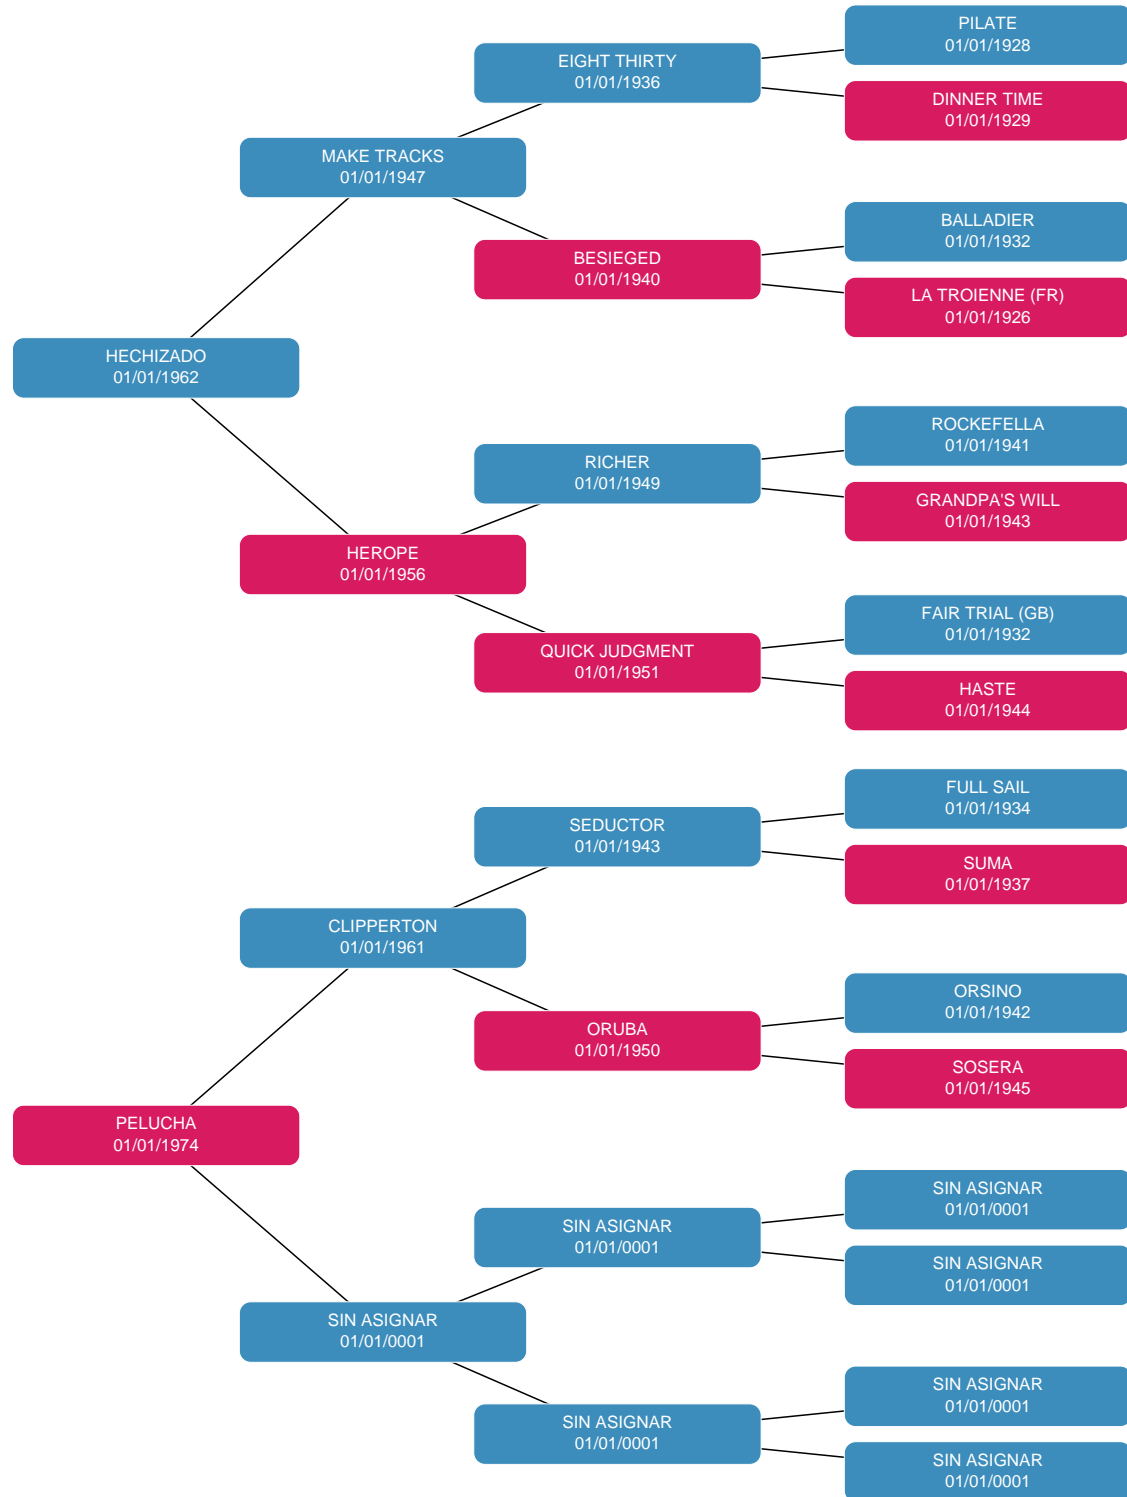 PILATE
01/01/1928
EIGHT THIRTY
01/01/1936
DINNER TIME
01/01/1929
MAKE TRACKS
01/01/1947
BALLADIER
01/01/1932
BESIEGED
01/01/1940
LA TROIENNE (FR)
01/01/1926
HECHIZADO
01/01/1962
ROCKEFELLA
01/01/1941
RICHER
01/01/1949
GRANDPA'S WILL
01/01/1943
HEROPE
01/01/1956
FAIR TRIAL (GB)
01/01/1932
QUICK JUDGMENT
01/01/1951
HASTE
01/01/1944
FULL SAIL
01/01/1934
SEDUCTOR
01/01/1943
SUMA
01/01/1937
CLIPPERTON
01/01/1961
ORSINO
01/01/1942
ORUBA
01/01/1950
SOSERA
01/01/1945
PELUCHA
01/01/1974
SIN ASIGNAR
01/01/0001
SIN ASIGNAR
01/01/0001
SIN ASIGNAR
01/01/0001
SIN ASIGNAR
01/01/0001
SIN ASIGNAR
01/01/0001
SIN ASIGNAR
01/01/0001
SIN ASIGNAR
01/01/0001